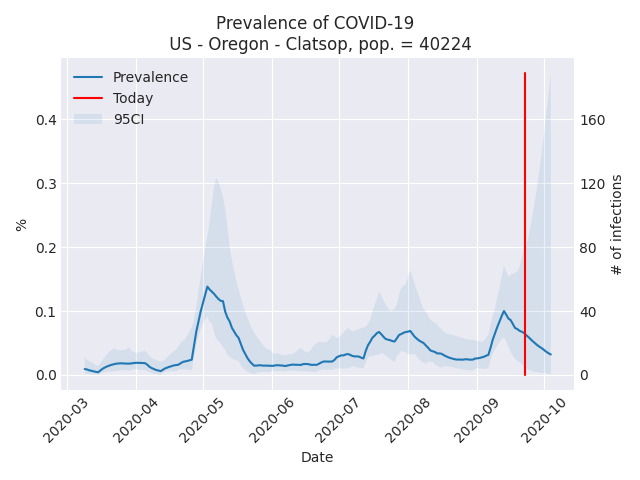 Prevalence of COVID-19
US - Oregon - Clatsop, pop. = 40224
Prevalence
Today
95CI
0.4
0.3
0.2
0.1
0.0
%
160
120
80
40
0
# of infections
2020-03
2020-04
2020-05
2020-06
2020-07
2020-08
2020-09
2020-10
Date